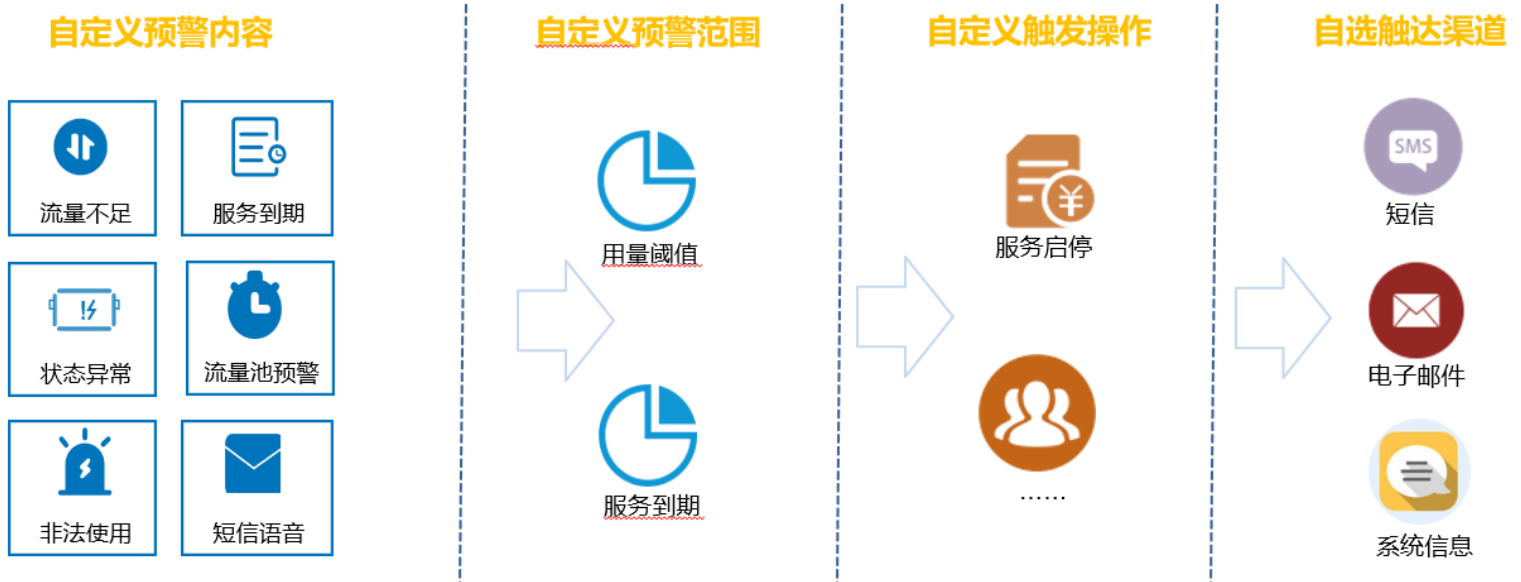 自定义预警内容
自定义预警范围
自定义触发操作
自选触达渠道
流量不足
服务到期
状态异常
流量池预警
非法使用
短信语音
用量阈值
服务到期
服务启停
……
SMS
短信
电子邮件
系统信息